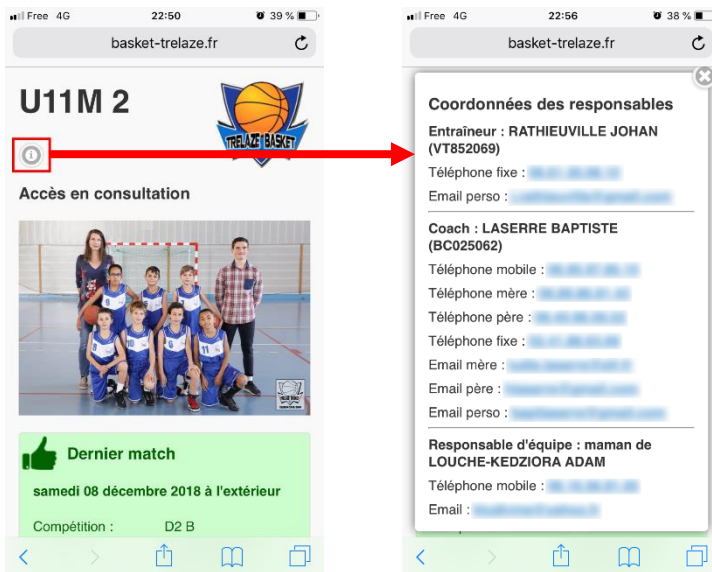 Free 4G 22:50 39 %
basket-trelaze.fr
U11M 2
TRELAZE BASKET
Accès en consultation
Dernier match
samedi 08 décembre 2018 à l'extérieur
Compétition : D2 B
Free 4G 22:56 38 %
basket-trelaze.fr
Coordonnées des responsables
Entraîneur : RATHIEUVILLE JOHAN
(VT852069)
Téléphone fixe :
Email perso :
Coach : LASERRE BAPTISTE
(BC025062)
Téléphone mobile :
Téléphone mère :
Téléphone père :
Téléphone fixe :
Email mère :
Email père :
Email perso :
Responsable d'équipe : maman de
LOUCHE-KEDZIORA ADAM
Téléphone mobile :
Email :